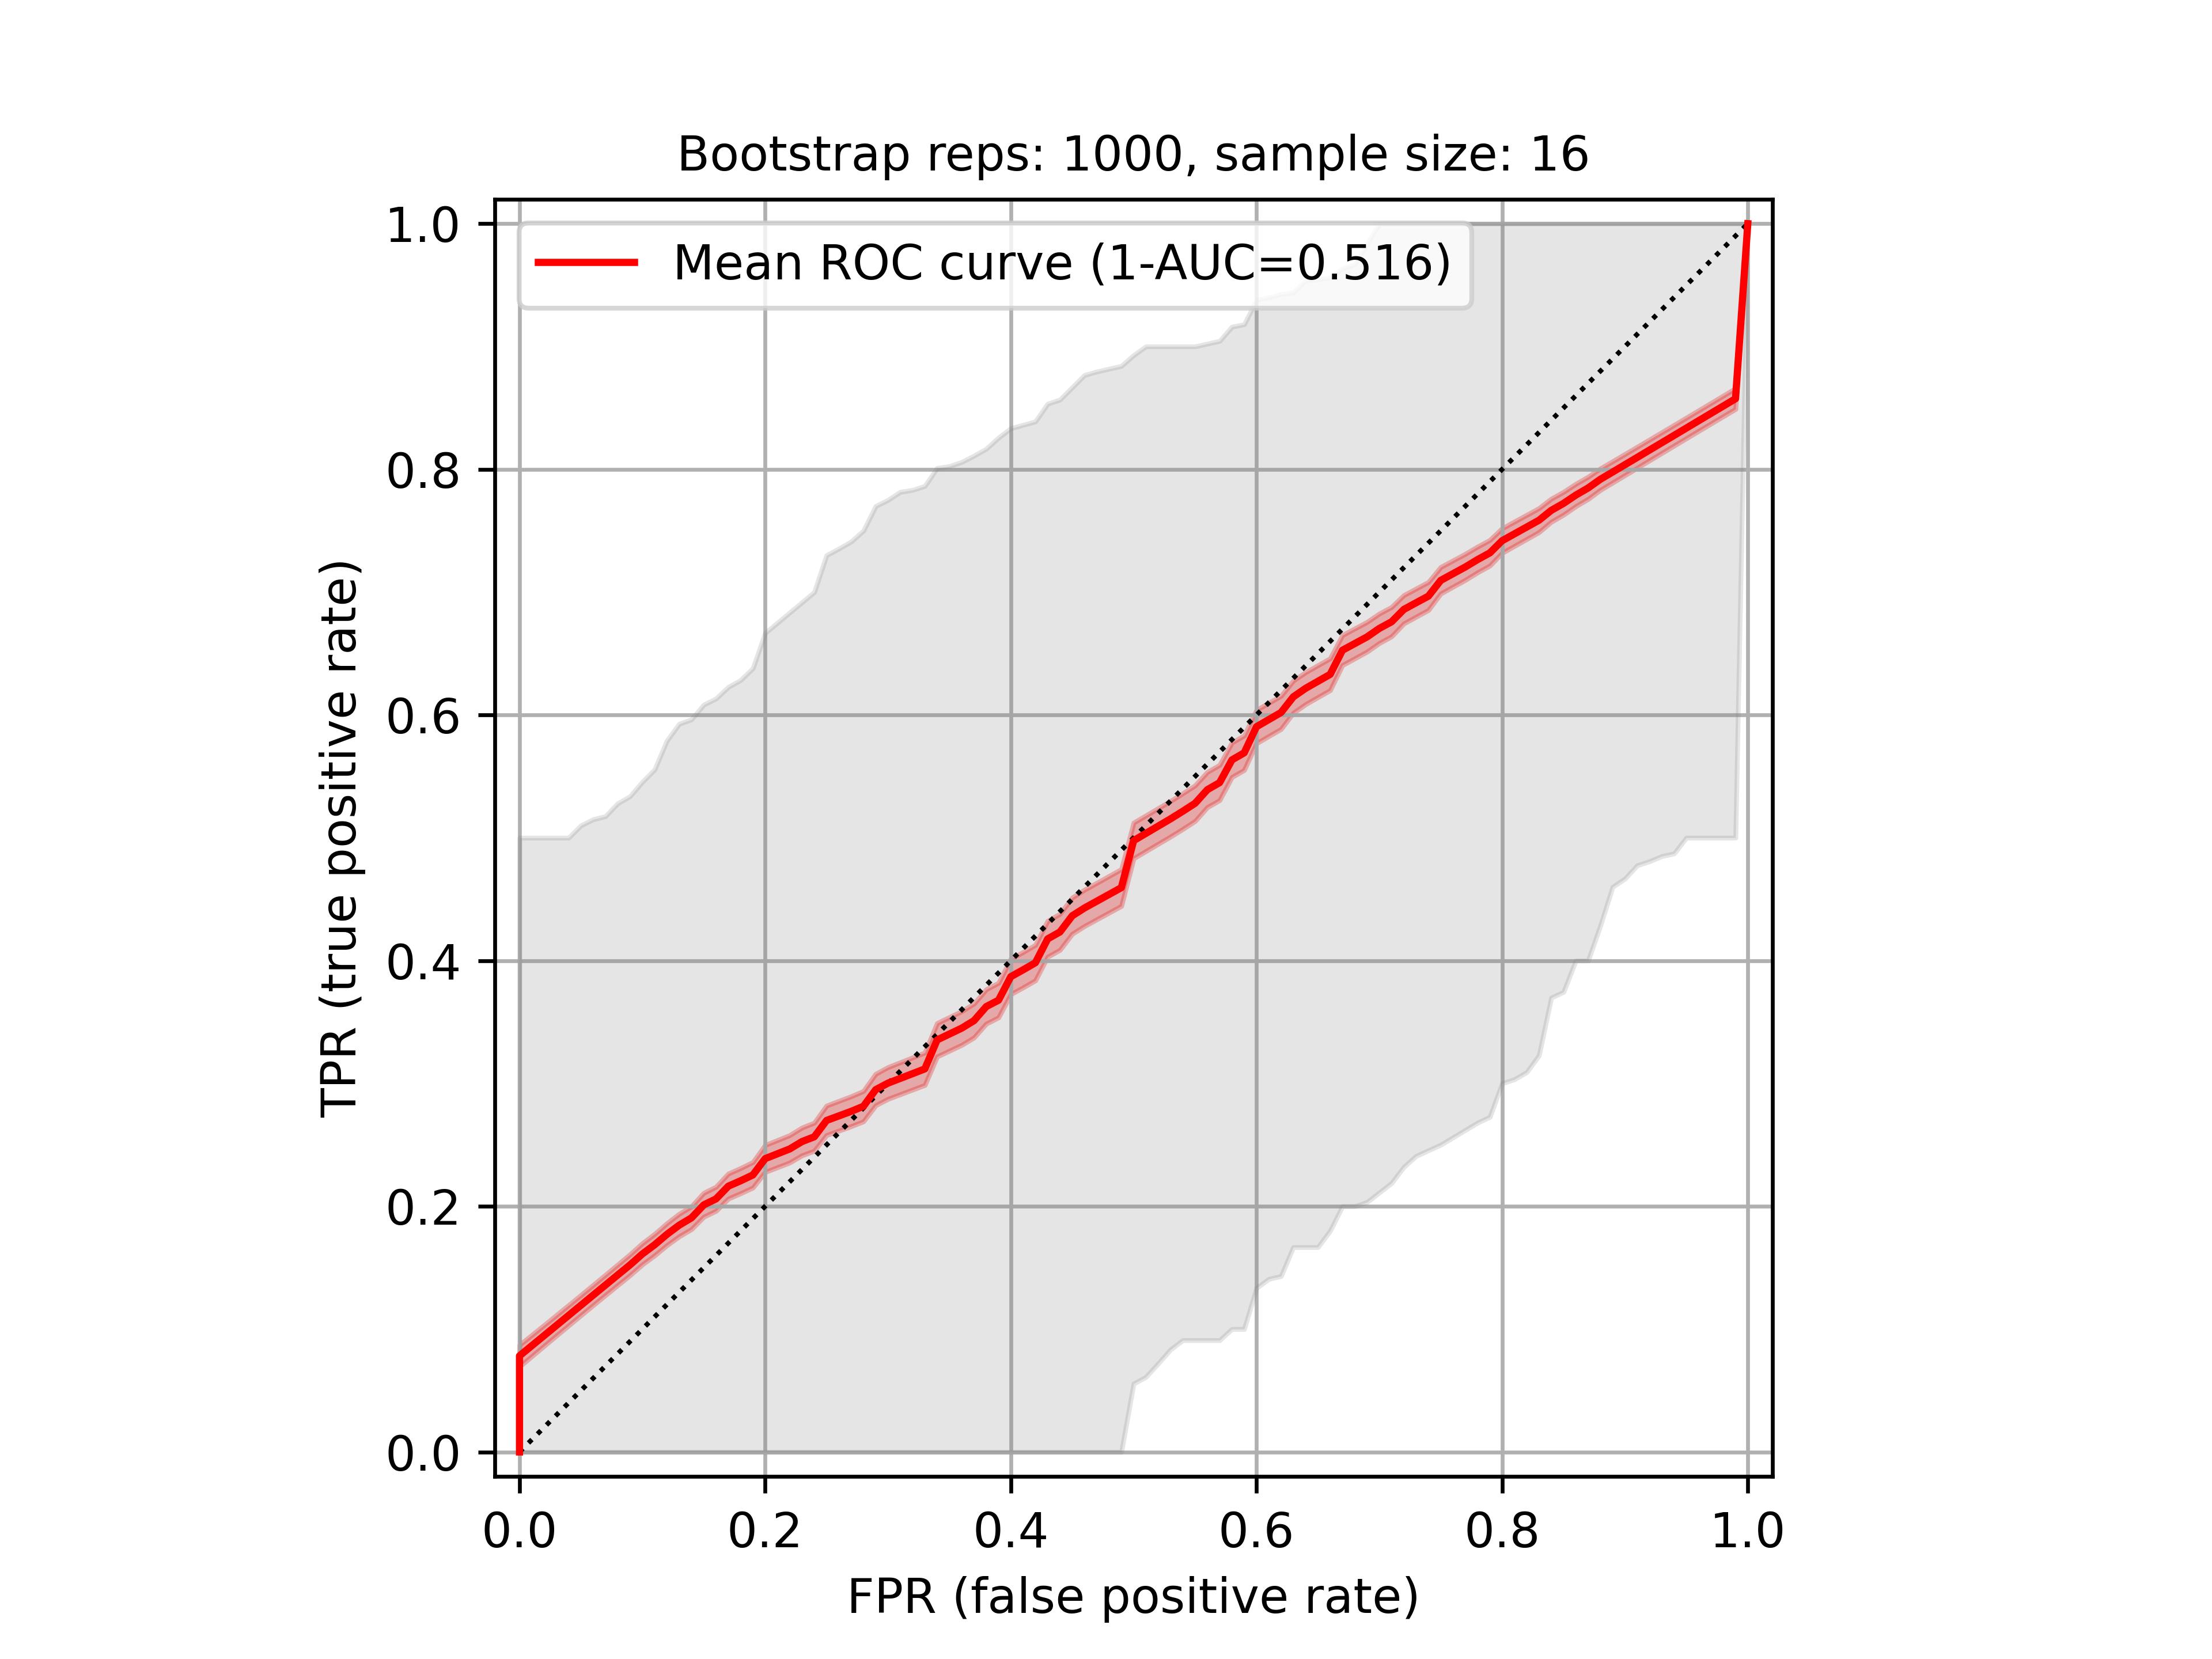 Bootstrap reps: 1000, sample size: 16
Mean ROC curve (1-AUC=0.516)
1.0
0.8
0.6
0.4
0.2
0.0
TPR (true positive rate)
0.0 0.2 0.4 0.6 0.8 1.0
FPR (false positive rate)